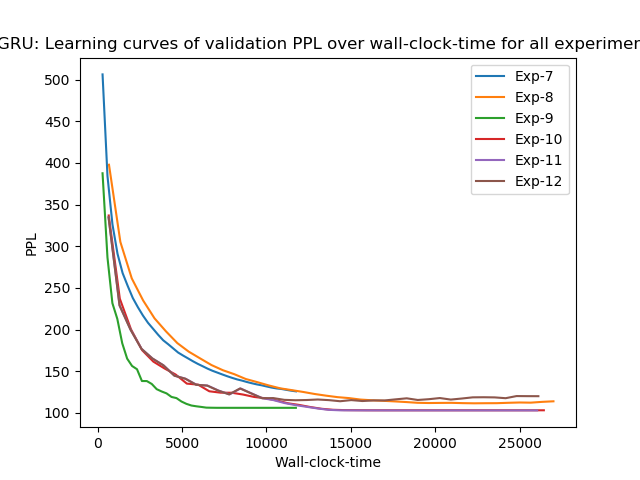 GRU: Learning curves of validation PPL over wall-clock-time for all
500
450
400
350
300
250
200
150
100
PPL
Exp-7
Exp-8
Exp-9
Exp-10
Exp-11
Exp-12
0
5000
10000
15000
20000
25000
Wall-clock-time